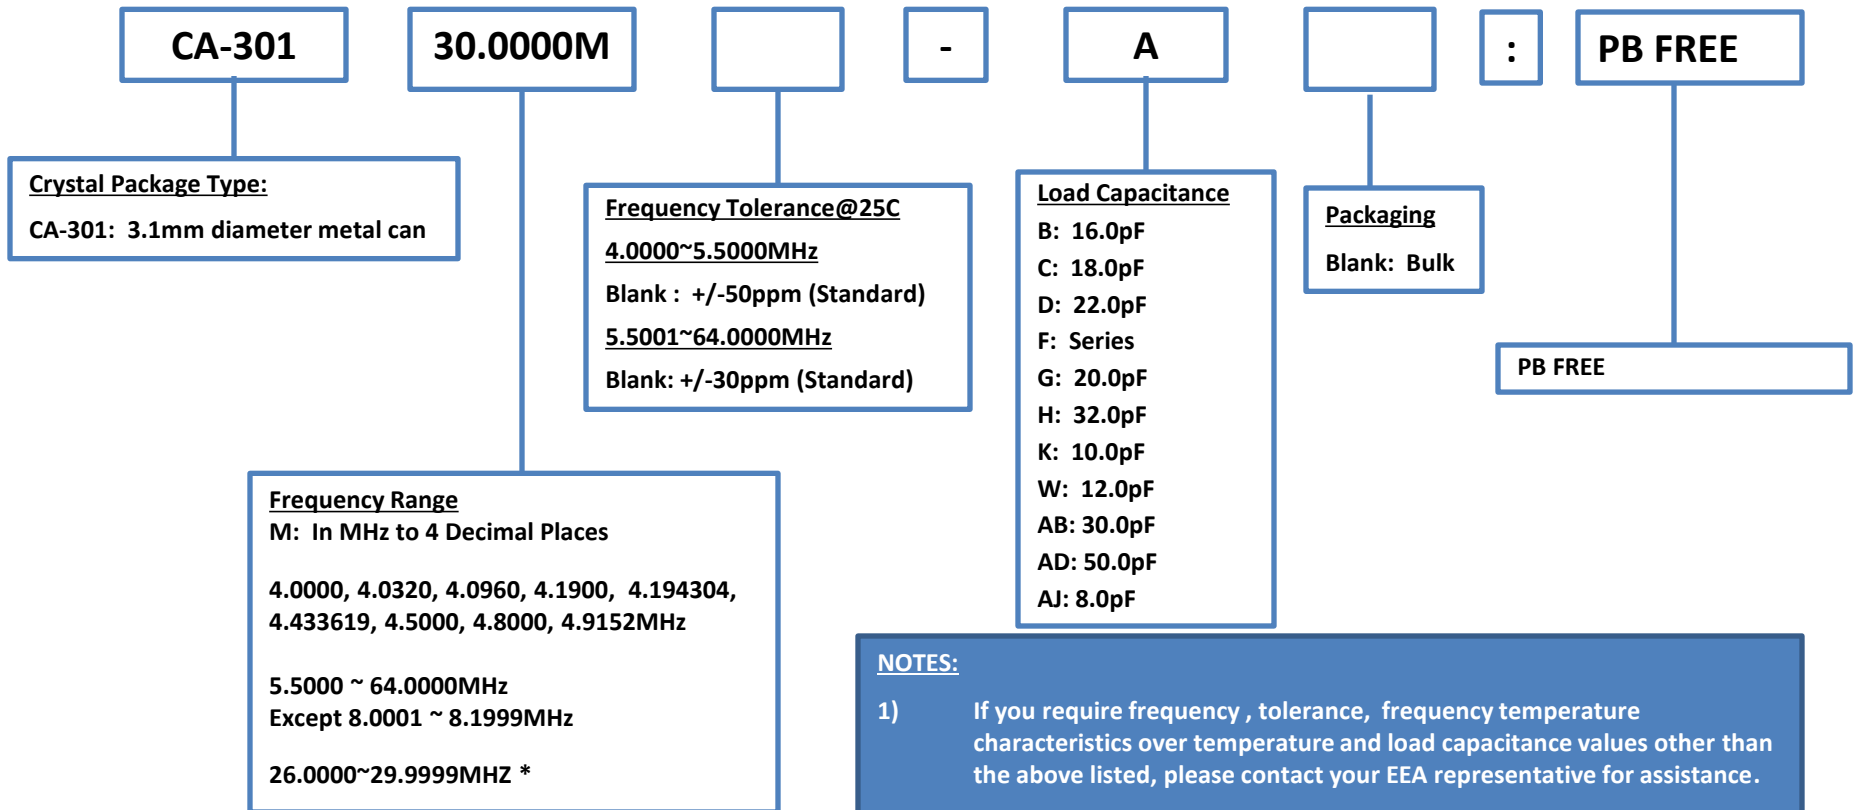 CA-301
30.0000M
-
A
:
PB FREE
Crystal Package Type:
CA-301: 3.1mm diameter metal can
Frequency Tolerance@25C
4.0000~5.5000MHz
Blank : +/-50ppm (Standard)
5.5001~64.0000MHz
Blank: +/-30ppm (Standard)
Load Capacitance
B: 16.0pF
C: 18.0pF
D: 22.0pF
F: Series
G: 20.0pF
H: 32.0pF
K: 10.0pF
W: 12.0pF
AB: 30.0pF
AD: 50.0pF
AJ: 8.0pF
Packaging
Blank: Bulk
PB FREE
Frequency Range
M: In MHz to 4 Decimal Places
4.0000, 4.0320, 4.0960, 4.1900, 4.194304,
4.433619, 4.5000, 4.8000, 4.9152MHz
5.5000 ~ 64.0000MHz
Except 8.0001 ~ 8.1999MHz
26.0000~29.9999MHZ *
NOTES:
1) If you require frequency , tolerance, frequency temperature
characteristics over temperature and load capacitance values other than
the above listed, please contact your EEA representative for assistance.